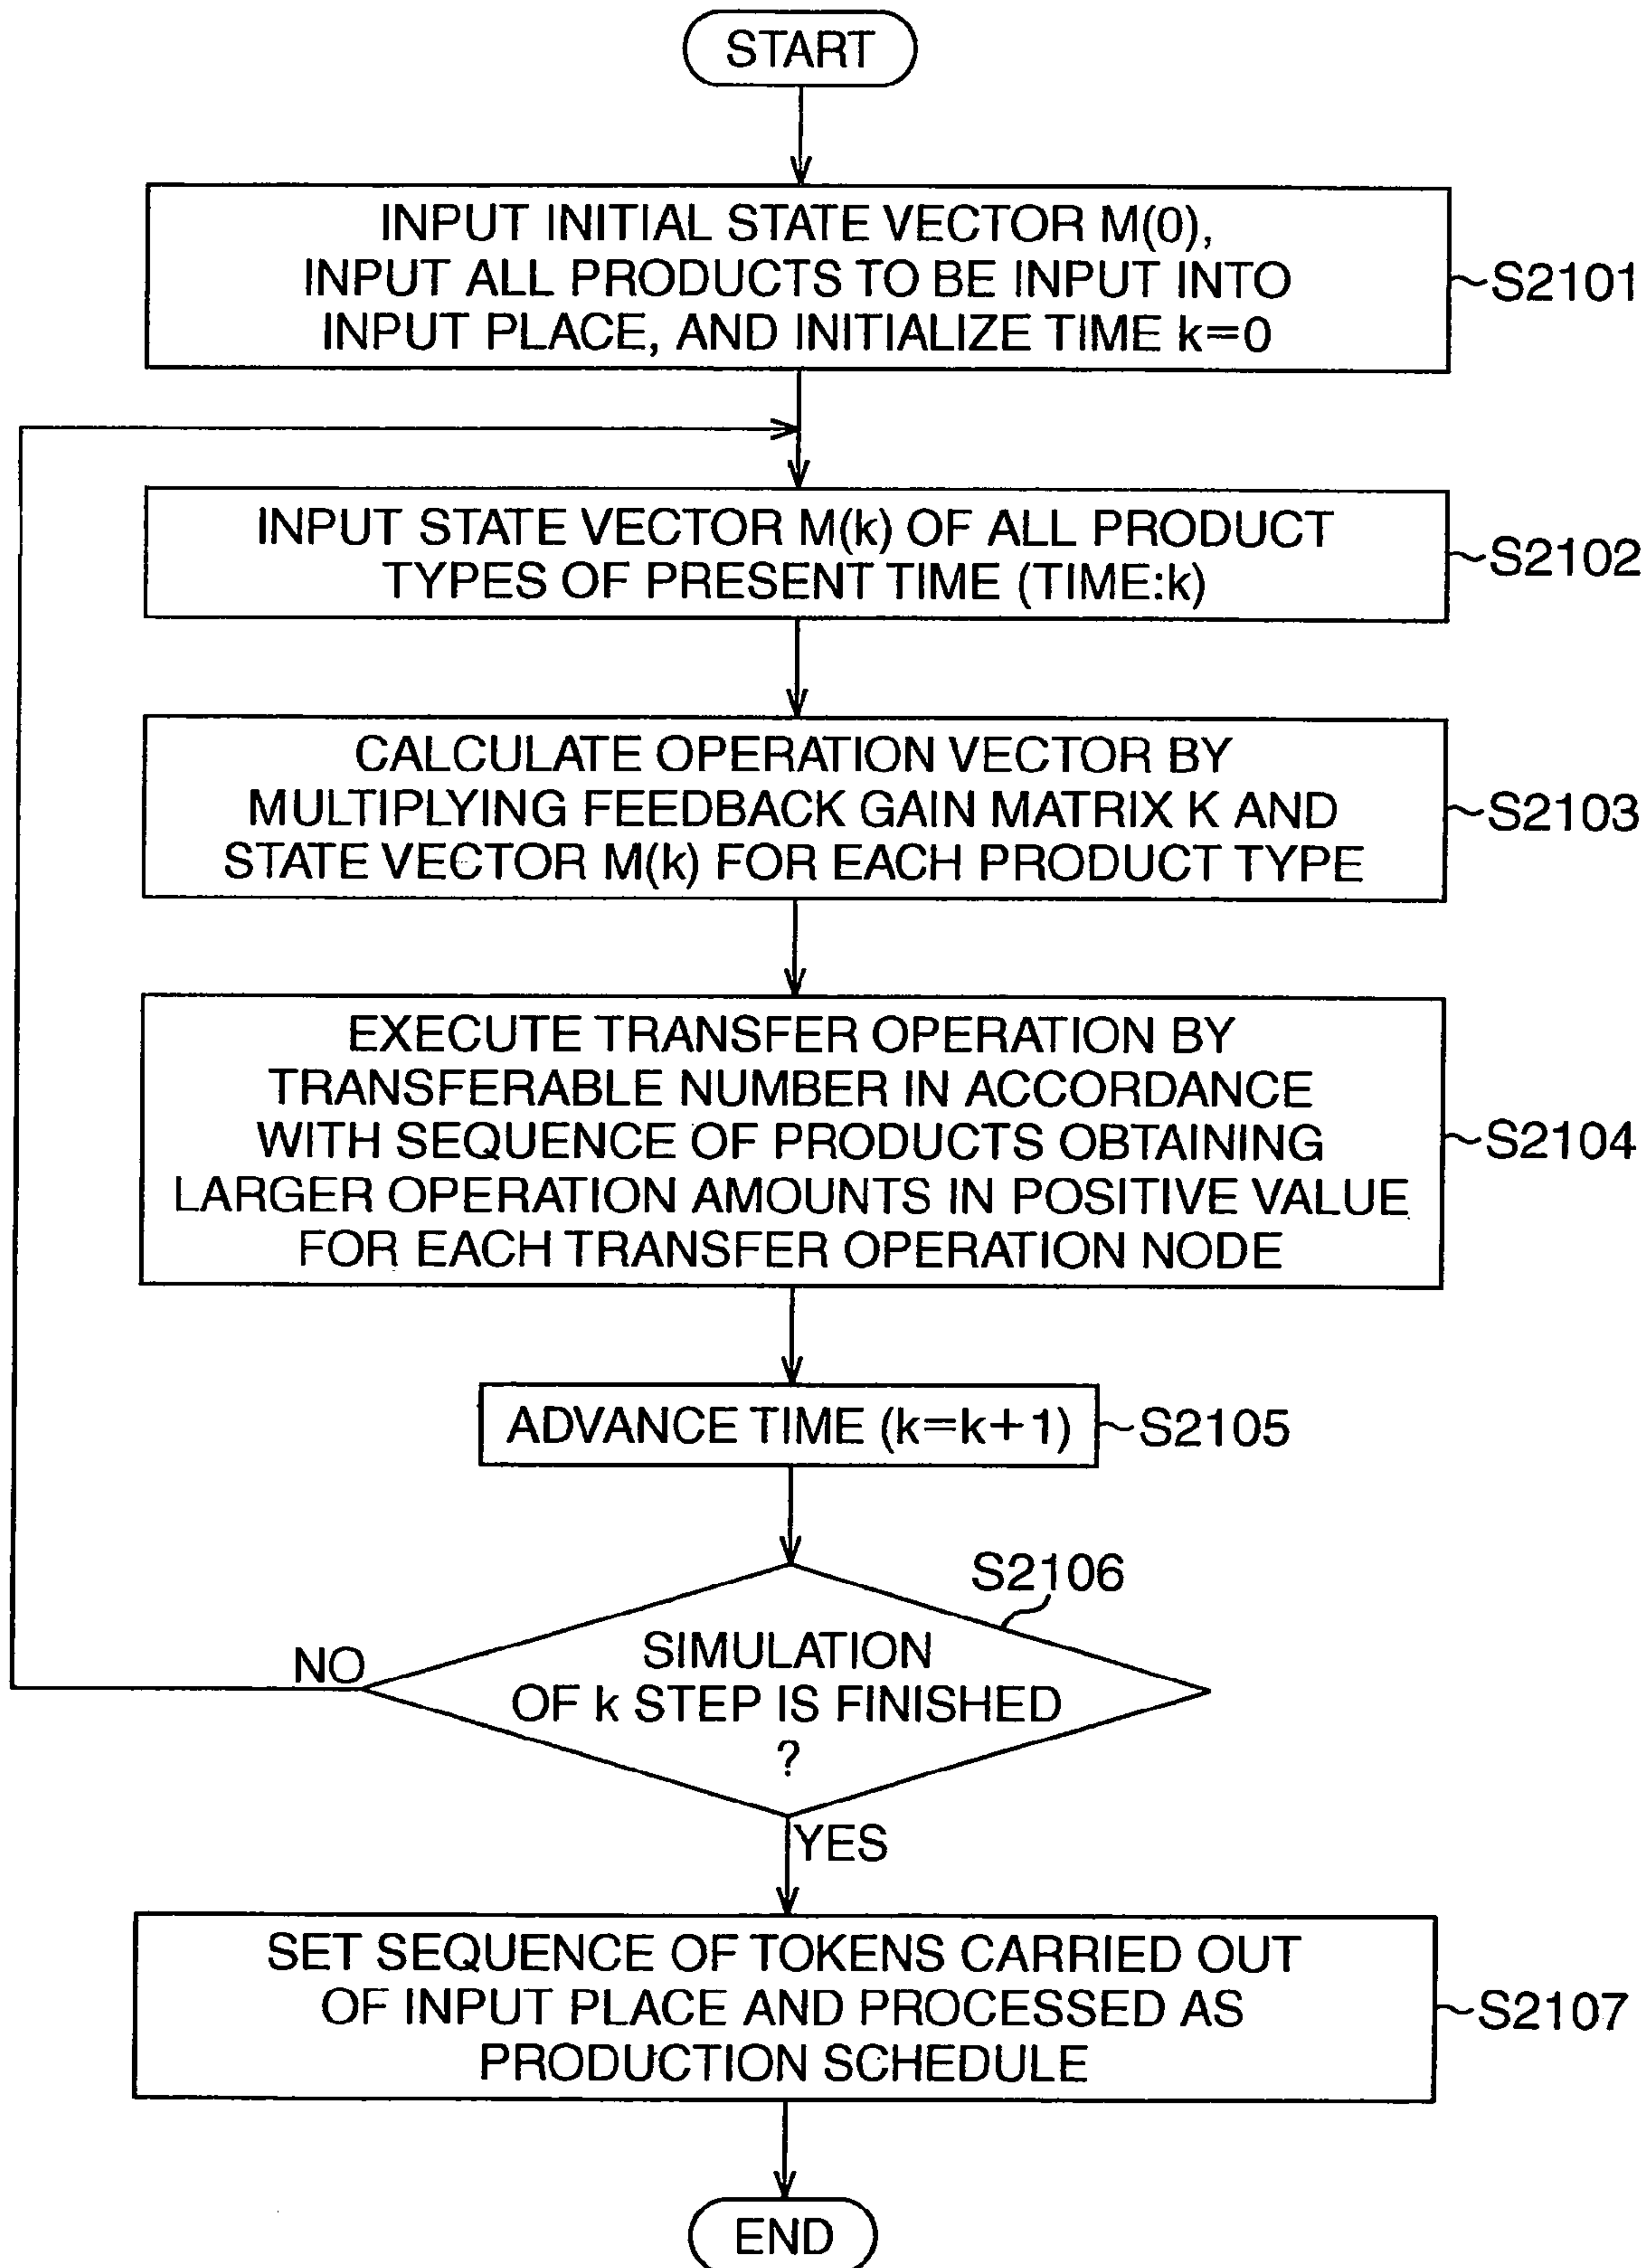 START
INPUT INITIAL STATE VECTOR M(0),
INPUT ALL PRODUCTS TO BE INPUT INTO
INPUT PLACE, AND INITIALIZE TIME k=0
S2101
INPUT STATE VECTOR M(k) OF ALL PRODUCT
TYPES OF PRESENT TIME (TIME:k)
S2102
CALCULATE OPERATION VECTOR BY
MULTIPLYING FEEDBACK GAIN MATRIX K AND
STATE VECTOR M(k) FOR EACH PRODUCT TYPE
S2103
EXECUTE TRANSFER OPERATION BY
TRANSFERABLE NUMBER IN ACCORDANCE
WITH SEQUENCE OF PRODUCTS OBTAINING
LARGER OPERATION AMOUNTS IN POSITIVE VALUE
FOR EACH TRANSFER OPERATION NODE
S2104
ADVANCE TIME (k=k+1)
S2105
S2106
SIMULATION
OF k STEP IS FINISHED
?
NO
YES
SET SEQUENCE OF TOKENS CARRIED OUT
OF INPUT PLACE AND PROCESSED AS
PRODUCTION SCHEDULE
S2107
END